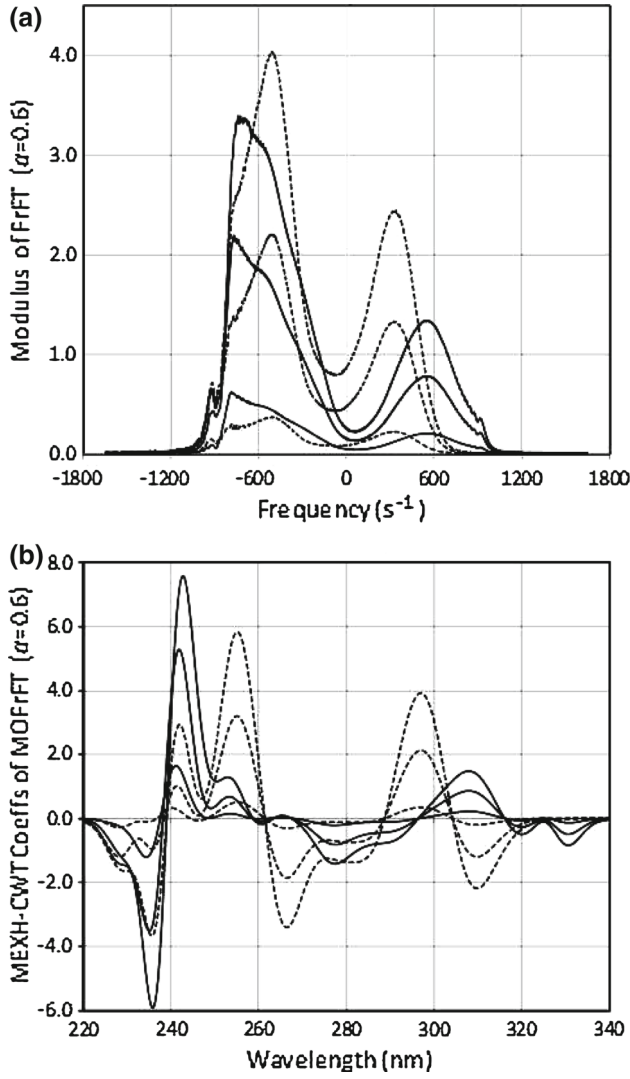 (a)
4.0
3.0
2.0
1.0
0.0
Modulus of FrFT (α=0.6)
-1800 -1200 -600 0 600 1200 1800
Frequency (s-1)
(b)
8.0
6.0
4.0
2.0
0.0
-2.0
-4.0
-6.0
MEXH-CWT Coeffs of MOFrFT (α=0.6)
220 240 260 280 300 320 340
Wavelength (nm)